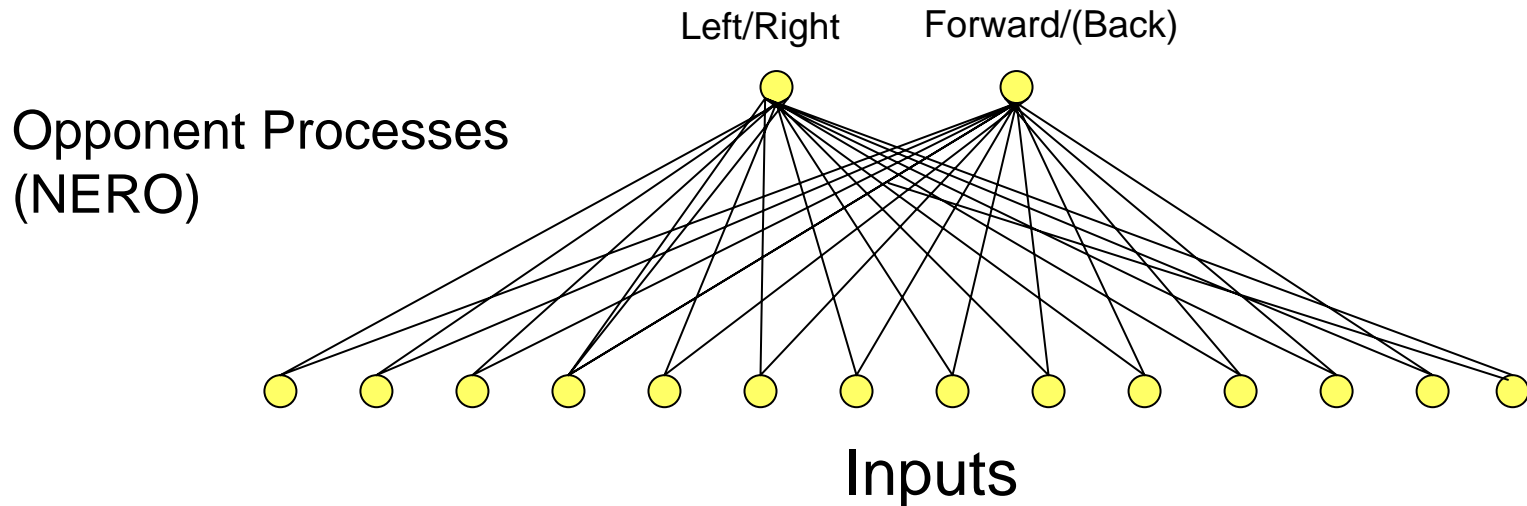 Left/Right
Forward/(Back)
Opponent Processes
(NERO)
Inputs